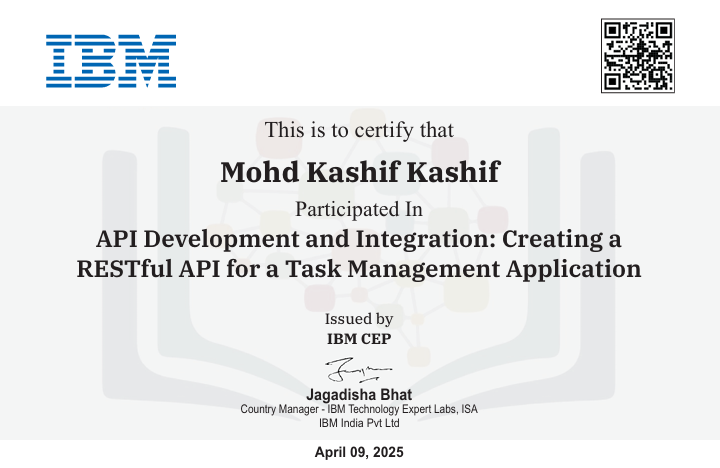 IBM
This is to certify that
Mohd Kashif Kashif
Participated In
API Development and Integration: Creating a
RESTful API for a Task Management Application
Issued by
IBM CEP
Jagadisha Bhat
Country Manager - IBM Technology Expert Labs, ISA
IBM India Pvt Ltd
April 09, 2025